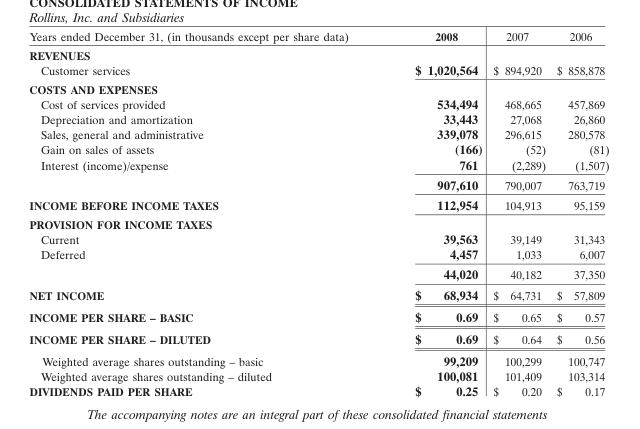 CONSOLIDATED STATEMENTS OF INCOME
Rollins, Inc. and Subsidiaries
Years ended December 31, (in thousands except per share data) 2008 2007 2006
REVENUES
Customer services $ 1,020,564 $ 894,920 $ 858,878
COSTS AND EXPENSES
Cost of services provided 534,494 468,665 457,869
Depreciation and amortization 33,443 27,068 26,860
Sales, general and administrative 339,078 296,615 280,578
Gain on sales of assets (166) (52) (81)
Interest (income)/expense 761 (2,289) (1,507)
907,610 790,007 763,719
INCOME BEFORE INCOME TAXES 112,954 104,913 95,159
PROVISION FOR INCOME TAXES
Current 39,563 39,149 31,343
Deferred 4,457 1,033 6,007
44,020 40,182 37,350
NET INCOME $ 68,934 $ 64,731 $ 57,809
INCOME PER SHARE – BASIC $ 0.69 $ 0.65 $ 0.57
INCOME PER SHARE – DILUTED $ 0.69 $ 0.64 $ 0.56
Weighted average shares outstanding – basic 99,209 100,299 100,747
Weighted average shares outstanding – diluted 100,081 101,409 103,314
DIVIDENDS PAID PER SHARE $ 0.25 $ 0.20 $ 0.17
The accompanying notes are an integral part of these consolidated financial statements